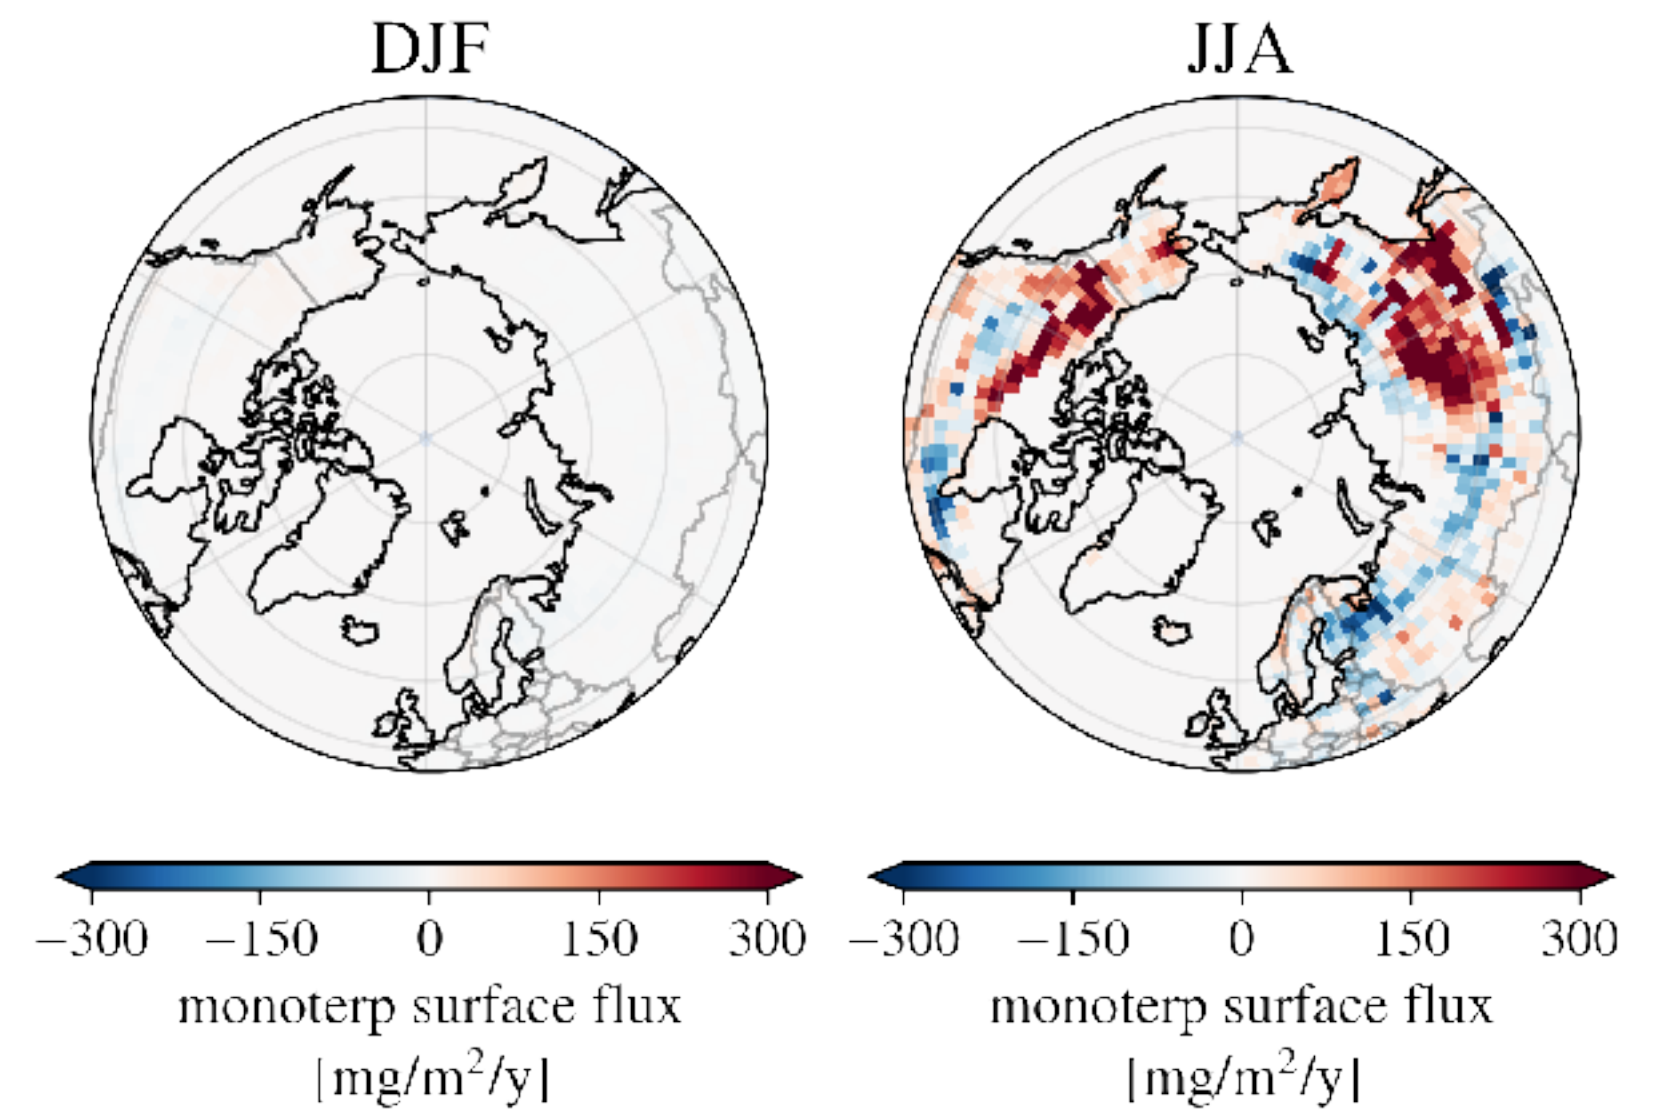 DJF JJA
−300 −150 0 150 300 −300 −150 0 150 300
monoterp surface flux monoterp surface flux
[mg/m²/y] [mg/m²/y]